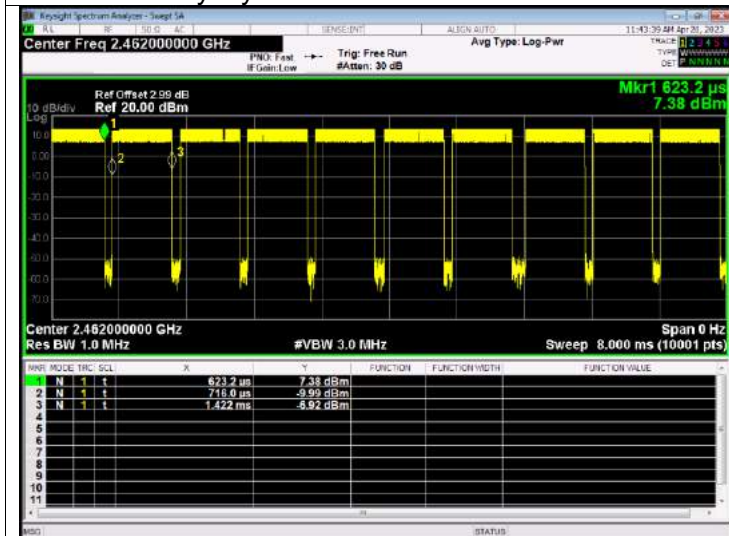 Keysight Spectrum Analyzer - Swept SA
RL RF 50 Ω AC SENSE:INT ALIGN AUTO 11:43:39 AM Apr 28, 2023
Center Freq 2.462000000 GHz Avg Type: Log-Pwr TRACE 1 2 3 4 5 6
PNO: Fast Trig: Free Run TYPE WWWWWW
IFGain:Low #Atten: 30 dB DET P NNNNN
Ref Offset 2.99 dB Mkr1 623.2 µs
10 dB/div Ref 20.00 dBm 7.38 dBm
Log
1
10.0
2 3
0.00
-10.0
-20.0
-30.0
-40.0
-50.0
-60.0
-70.0
Center 2.462000000 GHz Span 0 Hz
Res BW 1.0 MHz #VBW 3.0 MHz Sweep 8.000 ms (10001 pts)
MKR MODE TRC SCL X Y FUNCTION FUNCTION WIDTH FUNCTION VALUE
1 N 1 t 623.2 µs 7.38 dBm
2 N 1 t 716.0 µs -9.99 dBm
3 N 1 t 1.422 ms -6.92 dBm
4
5
6
7
8
9
10
11
MSG STATUS